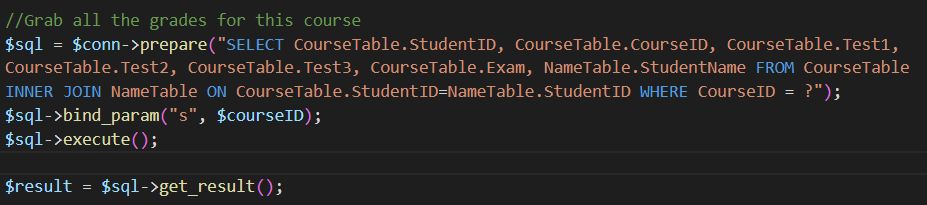 //Grab all the grades for this course
$sql = $conn->prepare("SELECT CourseTable.StudentID, CourseTable.CourseID, CourseTable.Test1,
CourseTable.Test2, CourseTable.Test3, CourseTable.Exam, NameTable.StudentName FROM CourseTable
INNER JOIN NameTable ON CourseTable.StudentID=NameTable.StudentID WHERE CourseID = ?");
$sql->bind_param("s", $courseID);
$sql->execute();
$result = $sql->get_result();